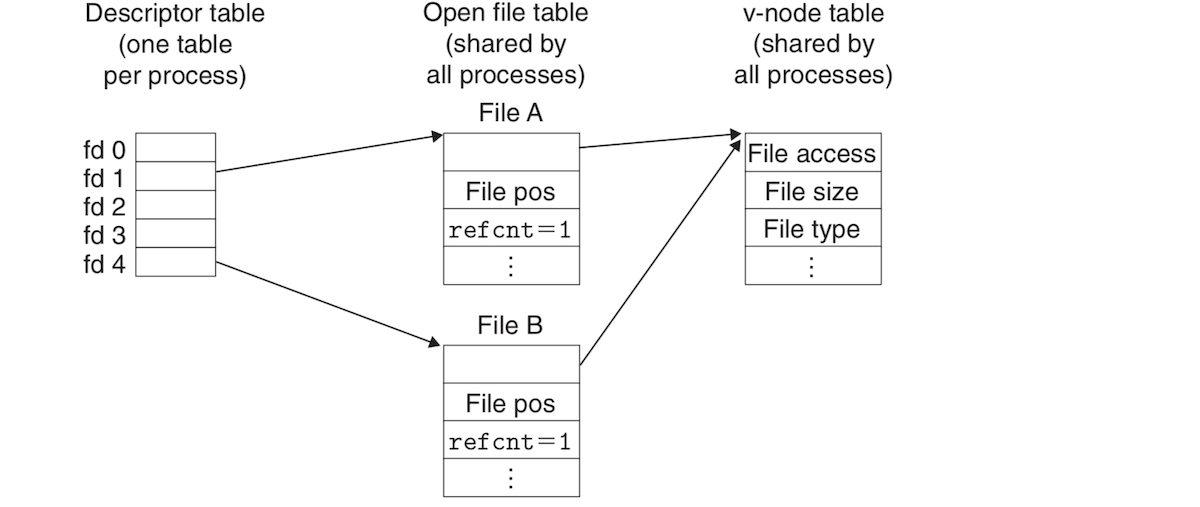 Descriptor table
(one table
per process)
Open file table
(shared by
all processes)
v-node table
(shared by
all processes)
fd 0
fd 1
fd 2
fd 3
fd 4
File A
File pos
refcnt=1
⋮
File B
File pos
refcnt=1
⋮
File access
File size
File type
⋮